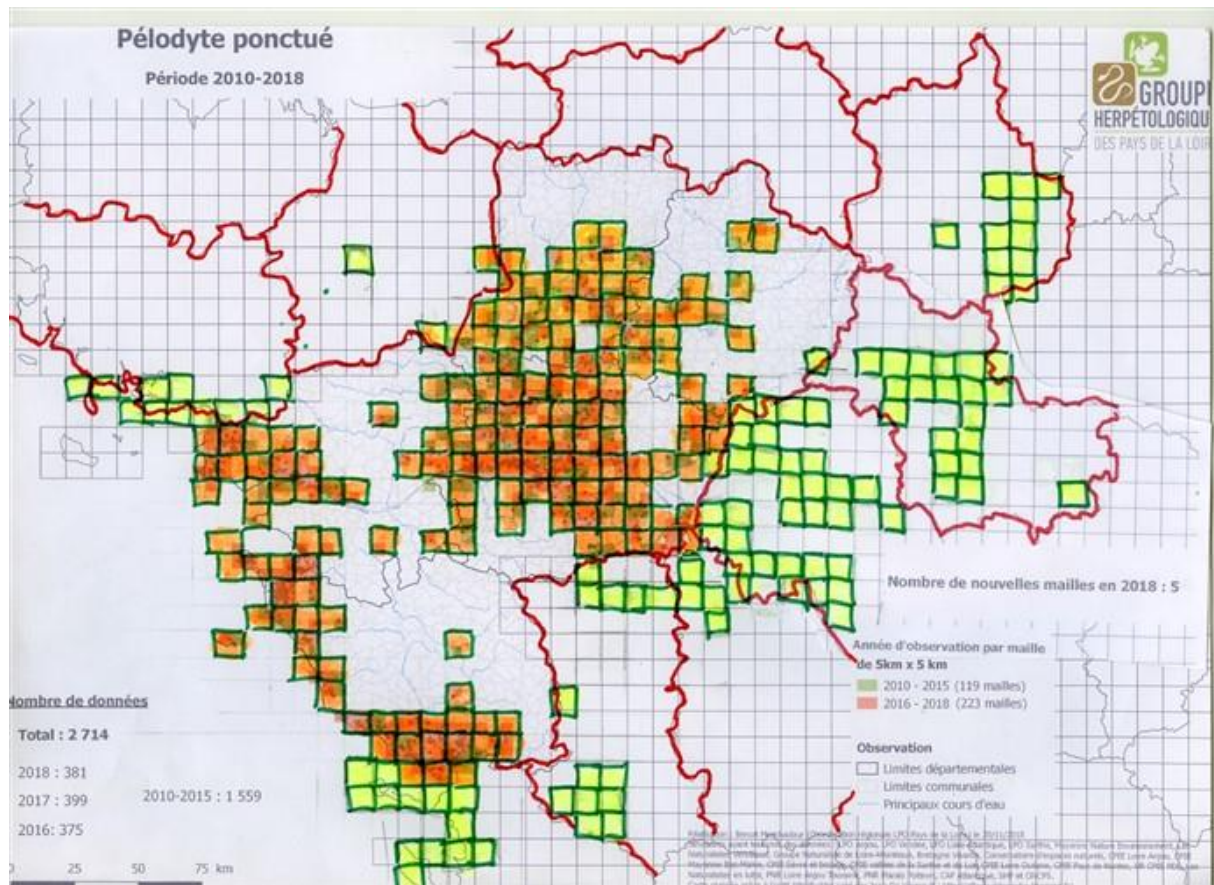 Pélodyte ponctué
Période 2010-2018
GROUPE
HERPÉTOLOGIQU
DES PAYS DE LA LOIR
Nombre de nouvelles mailles en 2018 : 5
Année d'observation par maille
de 5km x 5 km
2010 - 2015 (119 mailles)
2016 - 2018 (223 mailles)
Observation
Limites départementales
Limites communales
Principaux cours d'eau
Nombre de données
Total : 2 714
2018 : 381
2017 : 399
2010-2015 : 1 559
2016: 375
0 25 50 75 km